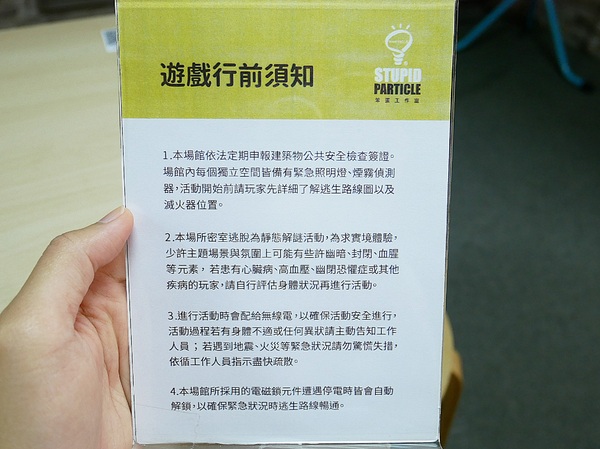 遊戲行前須知
STUPID
PARTICLE
笨蛋工作室
1.本場館依法定期申報建築物公共安全檢查簽證。
場館內每個獨立空間皆備有緊急照明燈、煙霧偵測
器,活動開始前請玩家先詳細了解逃生路線圖以及
滅火器位置。
2.本場所密室逃脫為靜態解謎活動,為求實境體驗,
少許主題場景與氛圍上可能有些許幽暗、封閉、血腥
等元素,若患有心臟病、高血壓、幽閉恐懼症或其他
疾病的玩家,請自行評估身體狀況再進行活動。
3.進行活動時會配給無線電,以確保活動安全進行,
活動過程若有身體不適或任何異狀請主動告知工作
人員;若遇到地震、火災等緊急狀況請勿驚慌失措,
依循工作人員指示盡快疏散。
4.本場館所採用的電磁鎖元件遭遇停電時皆會自動
解鎖,以確保緊急狀況時逃生路線暢通。